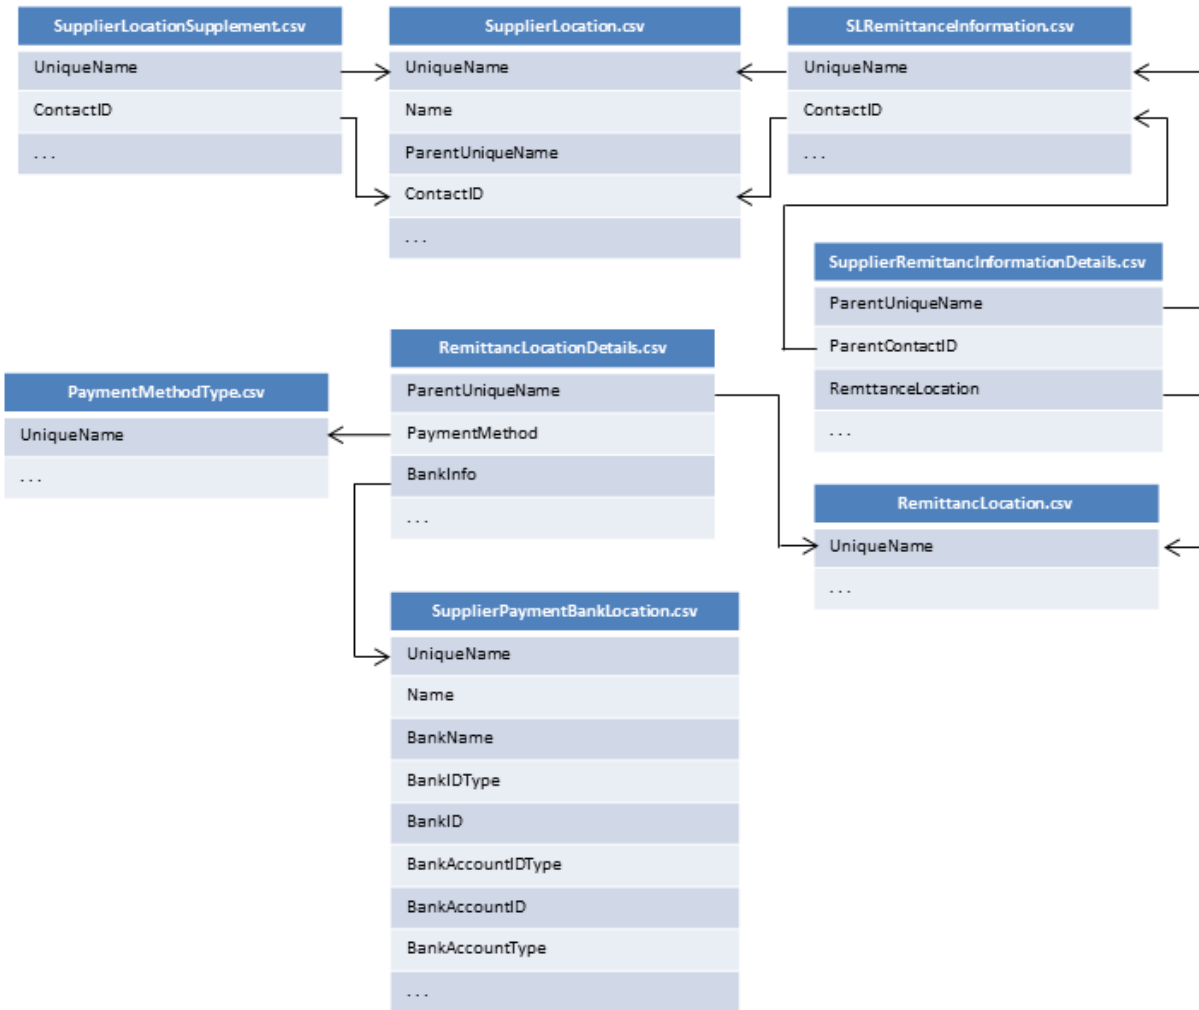 SupplierLocationSupplement.csv
UniqueName
ContactID
...
SupplierLocation.csv
UniqueName
Name
ParentUniqueName
ContactID
...
SLRemittanceInformation.csv
UniqueName
ContactID
...
SupplierRemittancInformationDetails.csv
ParentUniqueName
ParentContactID
RemttanceLocation
...
RemittancLocationDetails.csv
ParentUniqueName
PaymentMethod
BankInfo
...
PaymentMethodType.csv
UniqueName
...
RemittancLocation.csv
UniqueName
...
SupplierPaymentBankLocation.csv
UniqueName
Name
BankName
BankIDType
BankID
BankAccountIDType
BankAccountID
BankAccountType
...